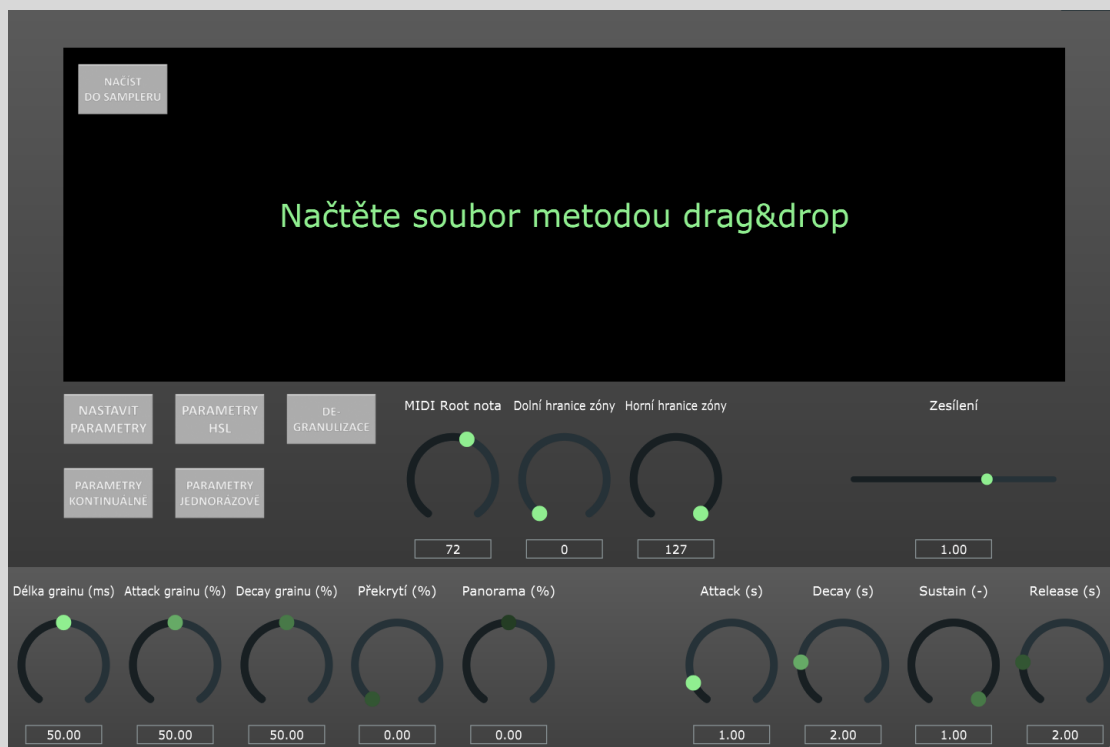 NAČÍST
DO SAMPLERU
Načtěte soubor metodou drag&drop
NASTAVIT
PARAMETRY
PARAMETRY
HSL
DE-
GRANULIZACE
PARAMETRY
KONTINUÁLNĚ
PARAMETRY
JEDNORÁZOVĚ
MIDI Root nota
Dolní hranice zóny
Horní hranice zóny
Zesílení
72
0
127
1.00
Délka grainu (ms)
Attack grainu (%)
Decay grainu (%)
Překrytí (%)
Panorama (%)
Attack (s)
Decay (s)
Sustain (-)
Release (s)
50.00
50.00
50.00
0.00
0.00
1.00
2.00
1.00
2.00